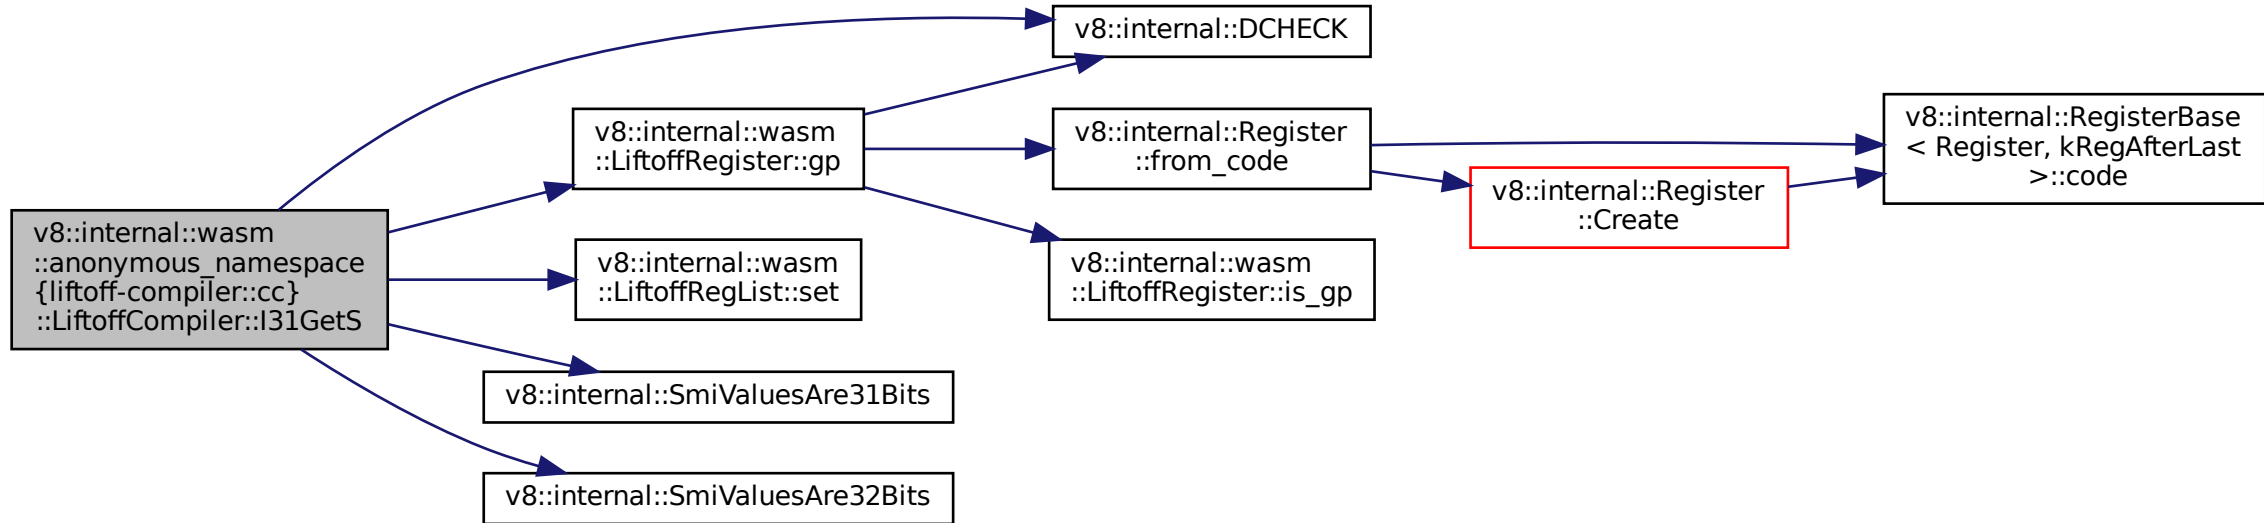 v8::internal::wasm
::anonymous_namespace
{liftoff-compiler::cc}
::LiftoffCompiler::I31GetS
v8::internal::DCHECK
v8::internal::wasm
::LiftoffRegister::gp
v8::internal::Register
::from_code
v8::internal::RegisterBase
< Register, kRegAfterLast
>::code
v8::internal::Register
::Create
v8::internal::wasm
::LiftoffRegister::is_gp
v8::internal::wasm
::LiftoffRegList::set
v8::internal::SmiValuesAre31Bits
v8::internal::SmiValuesAre32Bits